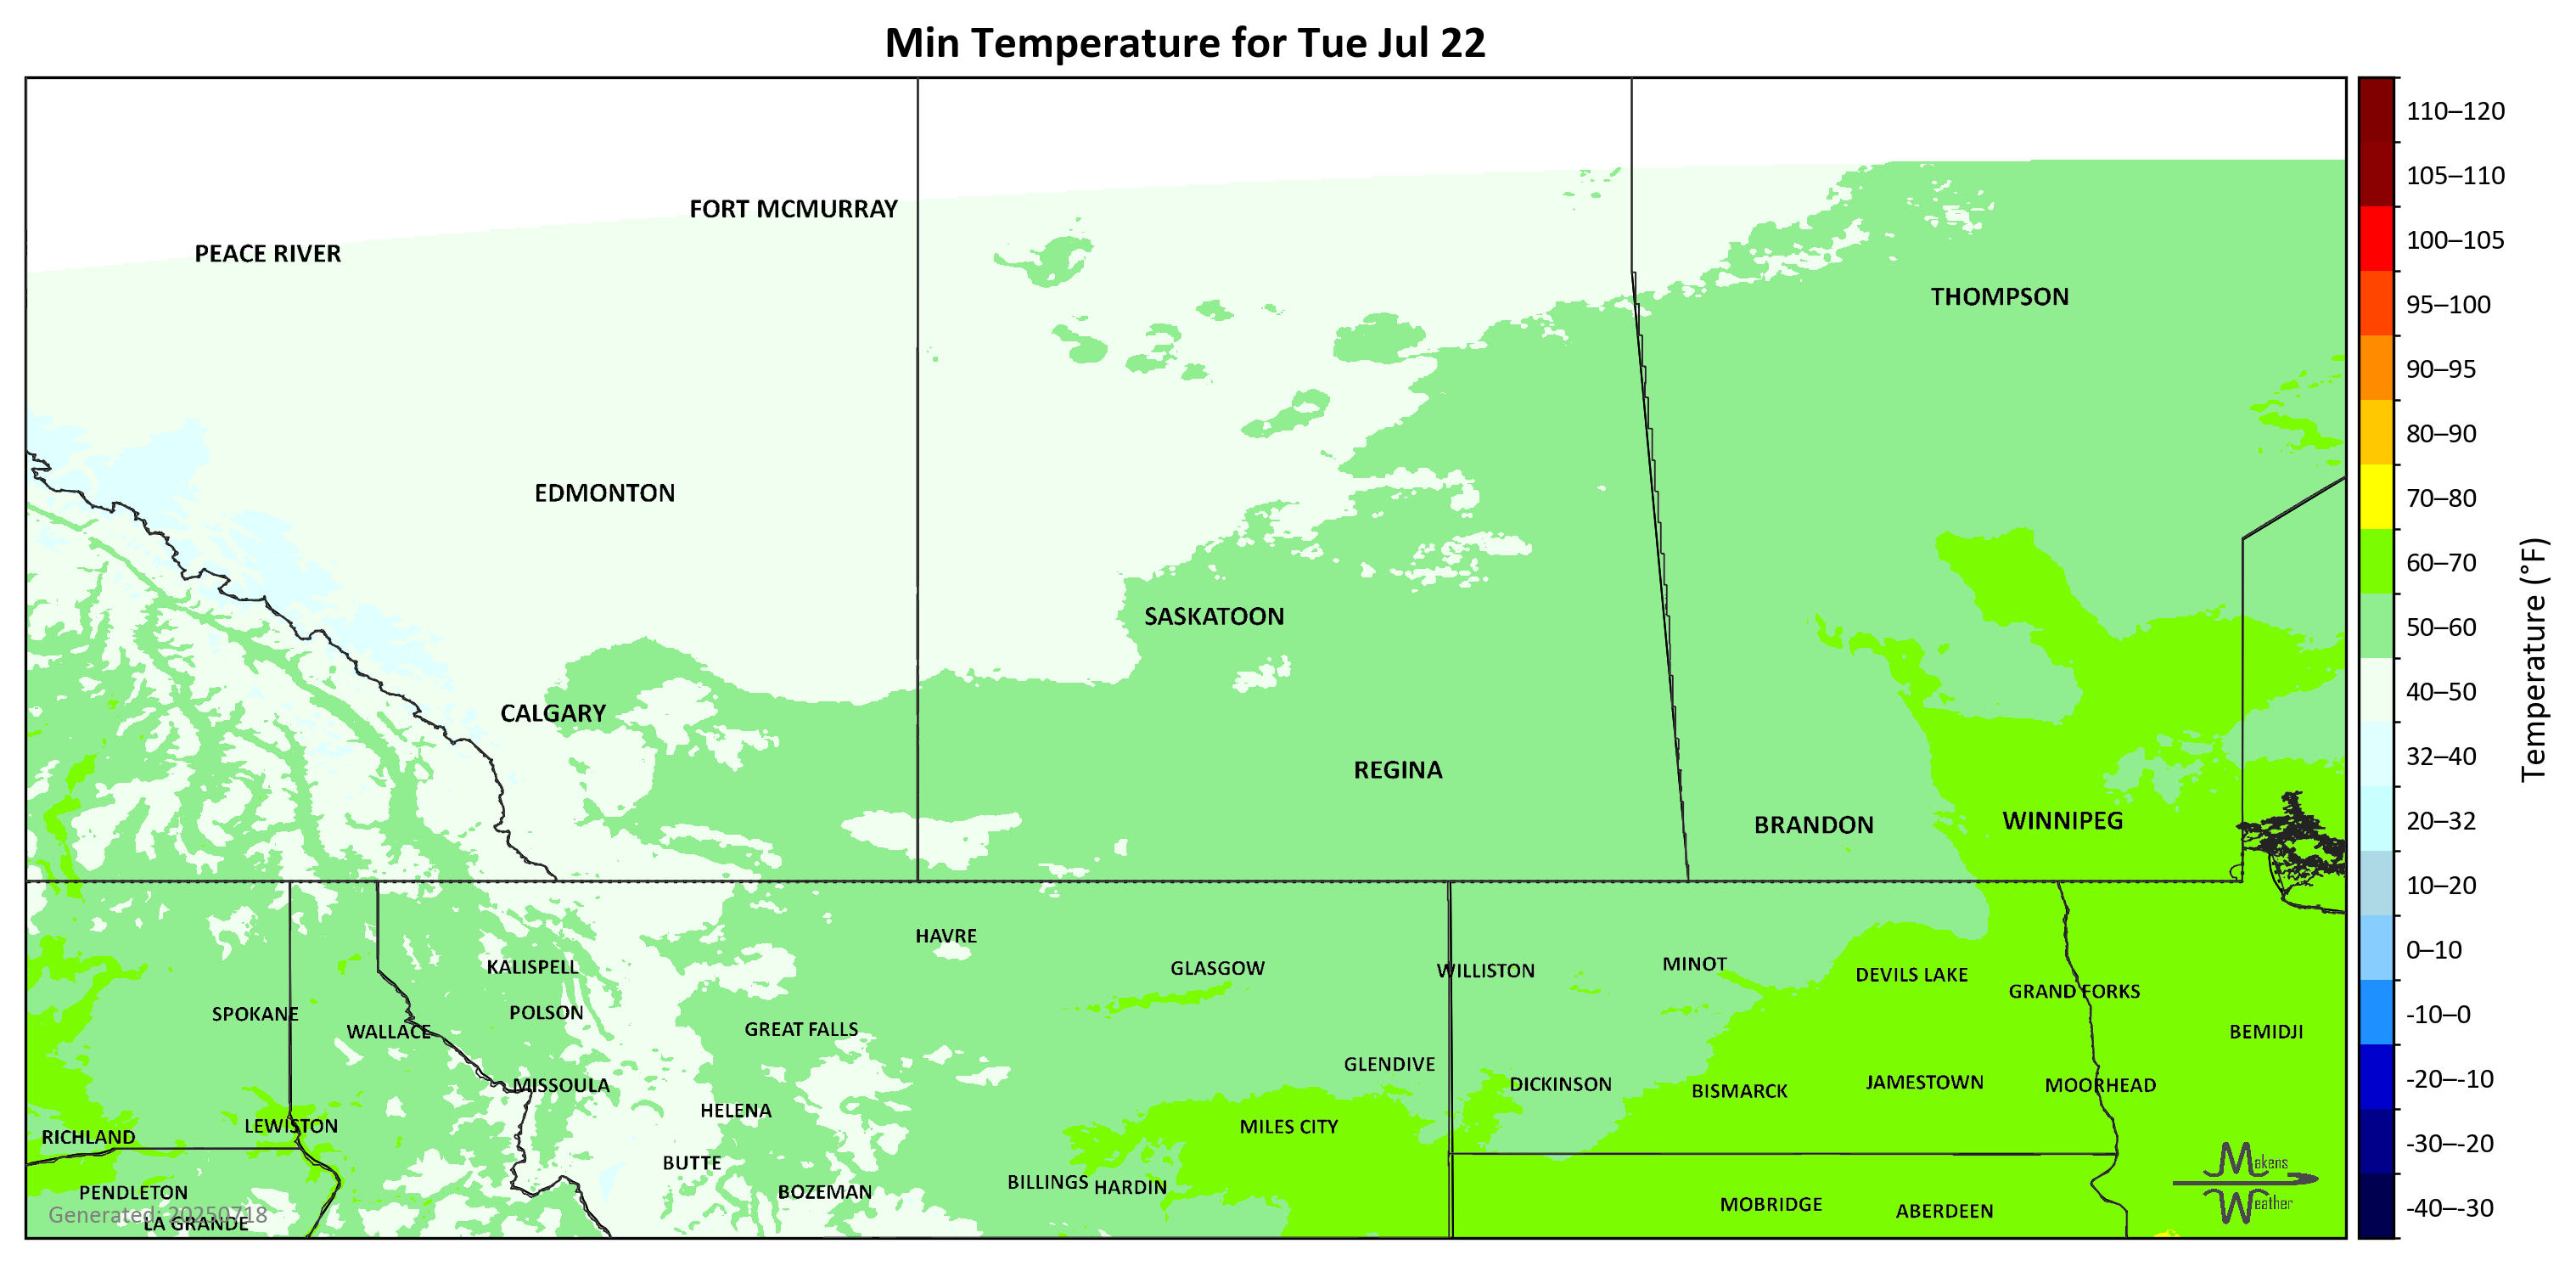 Min Temperature for Tue Jul 22
FORT MCMURRAY
PEACE RIVER
THOMPSON
EDMONTON
SASKATOON
CALGARY
REGINA
BRANDON
WINNIPEG
HAVRE
KALISPELL
GLASGOW
WILLISTON
MINOT
DEVILS LAKE
GRAND FORKS
SPOKANE
POLSON
WALLACE
GREAT FALLS
BEMIDJI
GLENDIVE
MISSOULA
DICKINSON
BISMARCK
JAMESTOWN
MOORHEAD
HELENA
LEWISTON
MILES CITY
RICHLAND
BUTTE
BILLINGS
HARDIN
PENDLETON
BOZEMAN
MOBRIDGE
ABERDEEN
LA GRANDE
Generated: 20250718
Makens
Weather
110–120
105–110
100–105
95–100
90–95
80–90
70–80
60–70
50–60
40–50
32–40
20–32
10–20
0–10
-10–0
-20–-10
-30–-20
-40–-30
Temperature (°F)